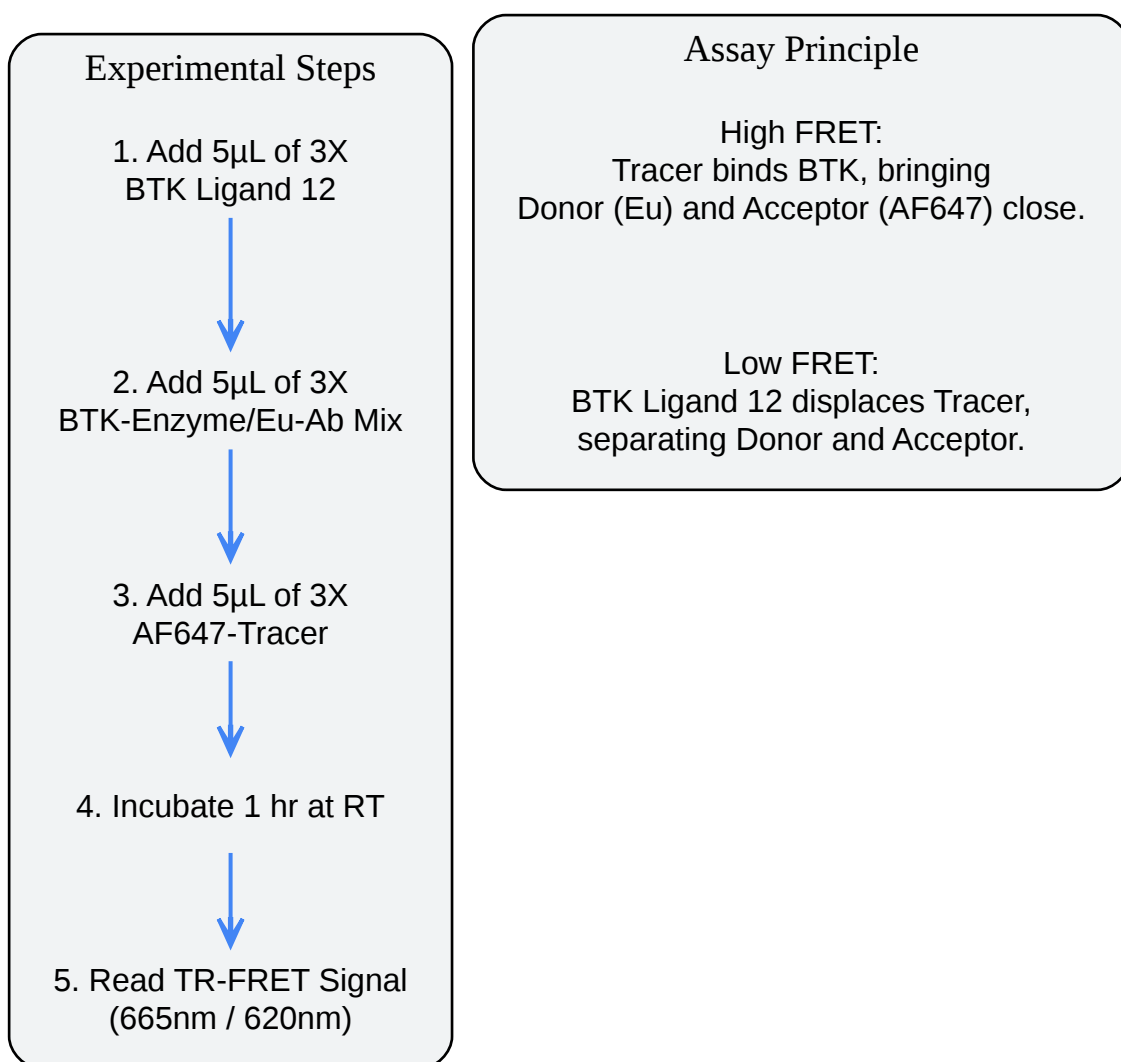 Experimental Steps
1. Add 5µL of 3X
BTK Ligand 12
2. Add 5µL of 3X
BTK-Enzyme/Eu-Ab Mix
3. Add 5µL of 3X
AF647-Tracer
4. Incubate 1 hr at RT
5. Read TR-FRET Signal
(665nm / 620nm)
Assay Principle
High FRET:
Tracer binds BTK, bringing
Donor (Eu) and Acceptor (AF647) close.
Low FRET:
BTK Ligand 12 displaces Tracer,
separating Donor and Acceptor.